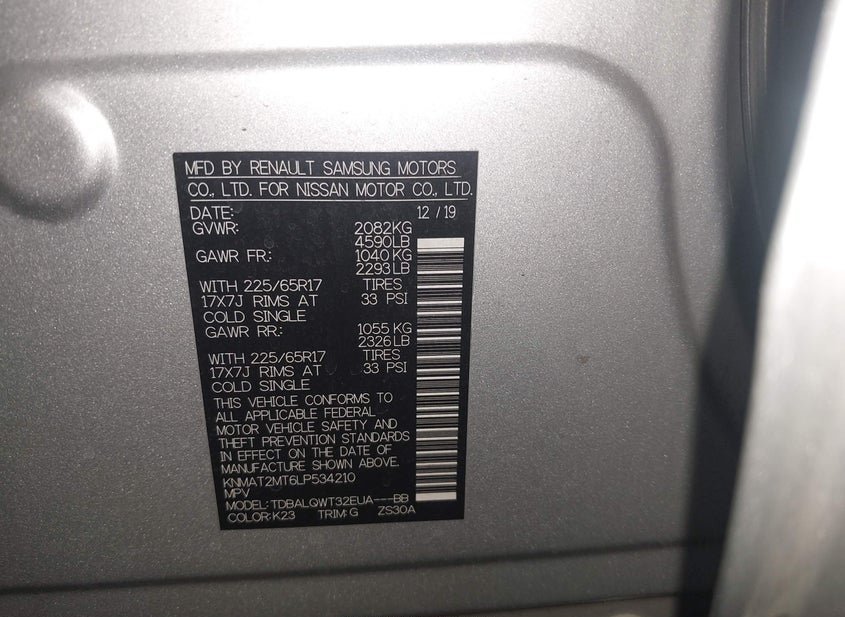 MFD BY RENAULT SAMSUNG MOTORS
CO., LTD. FOR NISSAN MOTOR CO., LTD.
DATE: 12 / 19
GVWR: 2082KG
4590LB
GAWR FR.: 1040 KG
2293LB
WITH 225/65R17 TIRES
17X7J RIMS AT 33 PSI
COLD SINGLE
GAWR RR.: 1055 KG
2326LB
WITH 225/65R17 TIRES
17X7J RIMS AT 33 PSI
COLD SINGLE
THIS VEHICLE CONFORMS TO
ALL APPLICABLE FEDERAL
MOTOR VEHICLE SAFETY AND
THEFT PREVENTION STANDARDS
IN EFFECT ON THE DATE OF
MANUFACTURE SHOWN ABOVE.
KNMAT2MT6LP534210
MPV
MODEL: TDBALQWT32EUA---BB
COLOR:K23 TRIM:G ZS30A